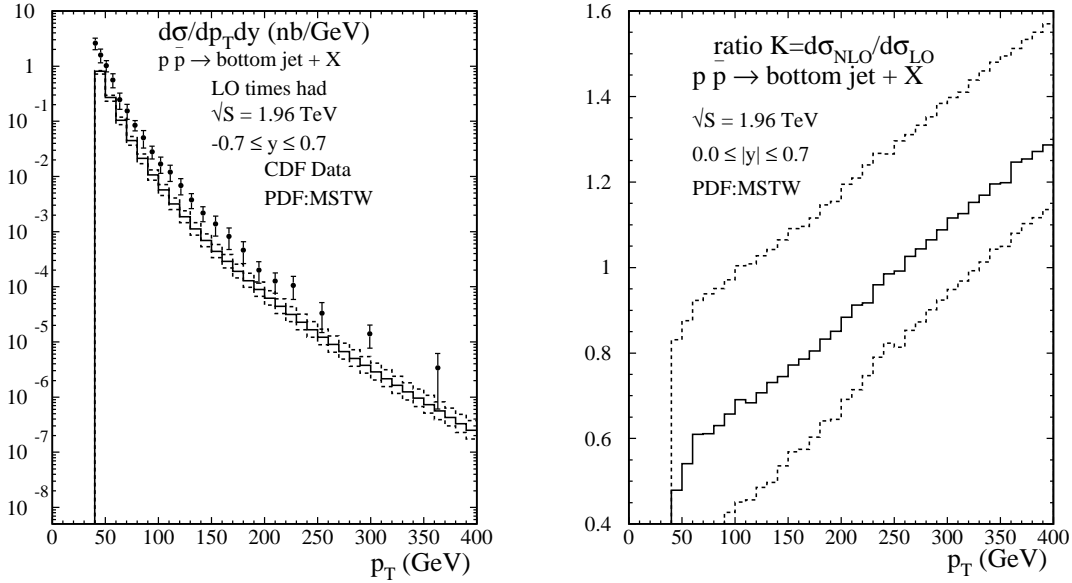 10
1
10 -1
10 -2
10 -3
10 -4
10 -5
10 -6
10 -7
10 -8
0 50 100 150 200 250 300 350 400
p_T (GeV)
dσ/dp_Tdy (nb/GeV)
p p̄ → bottom jet + X
LO times had
√S = 1.96 TeV
-0.7 ≤ y ≤ 0.7
CDF Data
PDF:MSTW
1.6
1.4
1.2
1
0.8
0.6
0.4
0 50 100 150 200 250 300 350 400
p_T (GeV)
ratio K=dσ_NLO/dσ_LO
p p̄ → bottom jet + X
√S = 1.96 TeV
0.0 ≤ |y| ≤ 0.7
PDF:MSTW